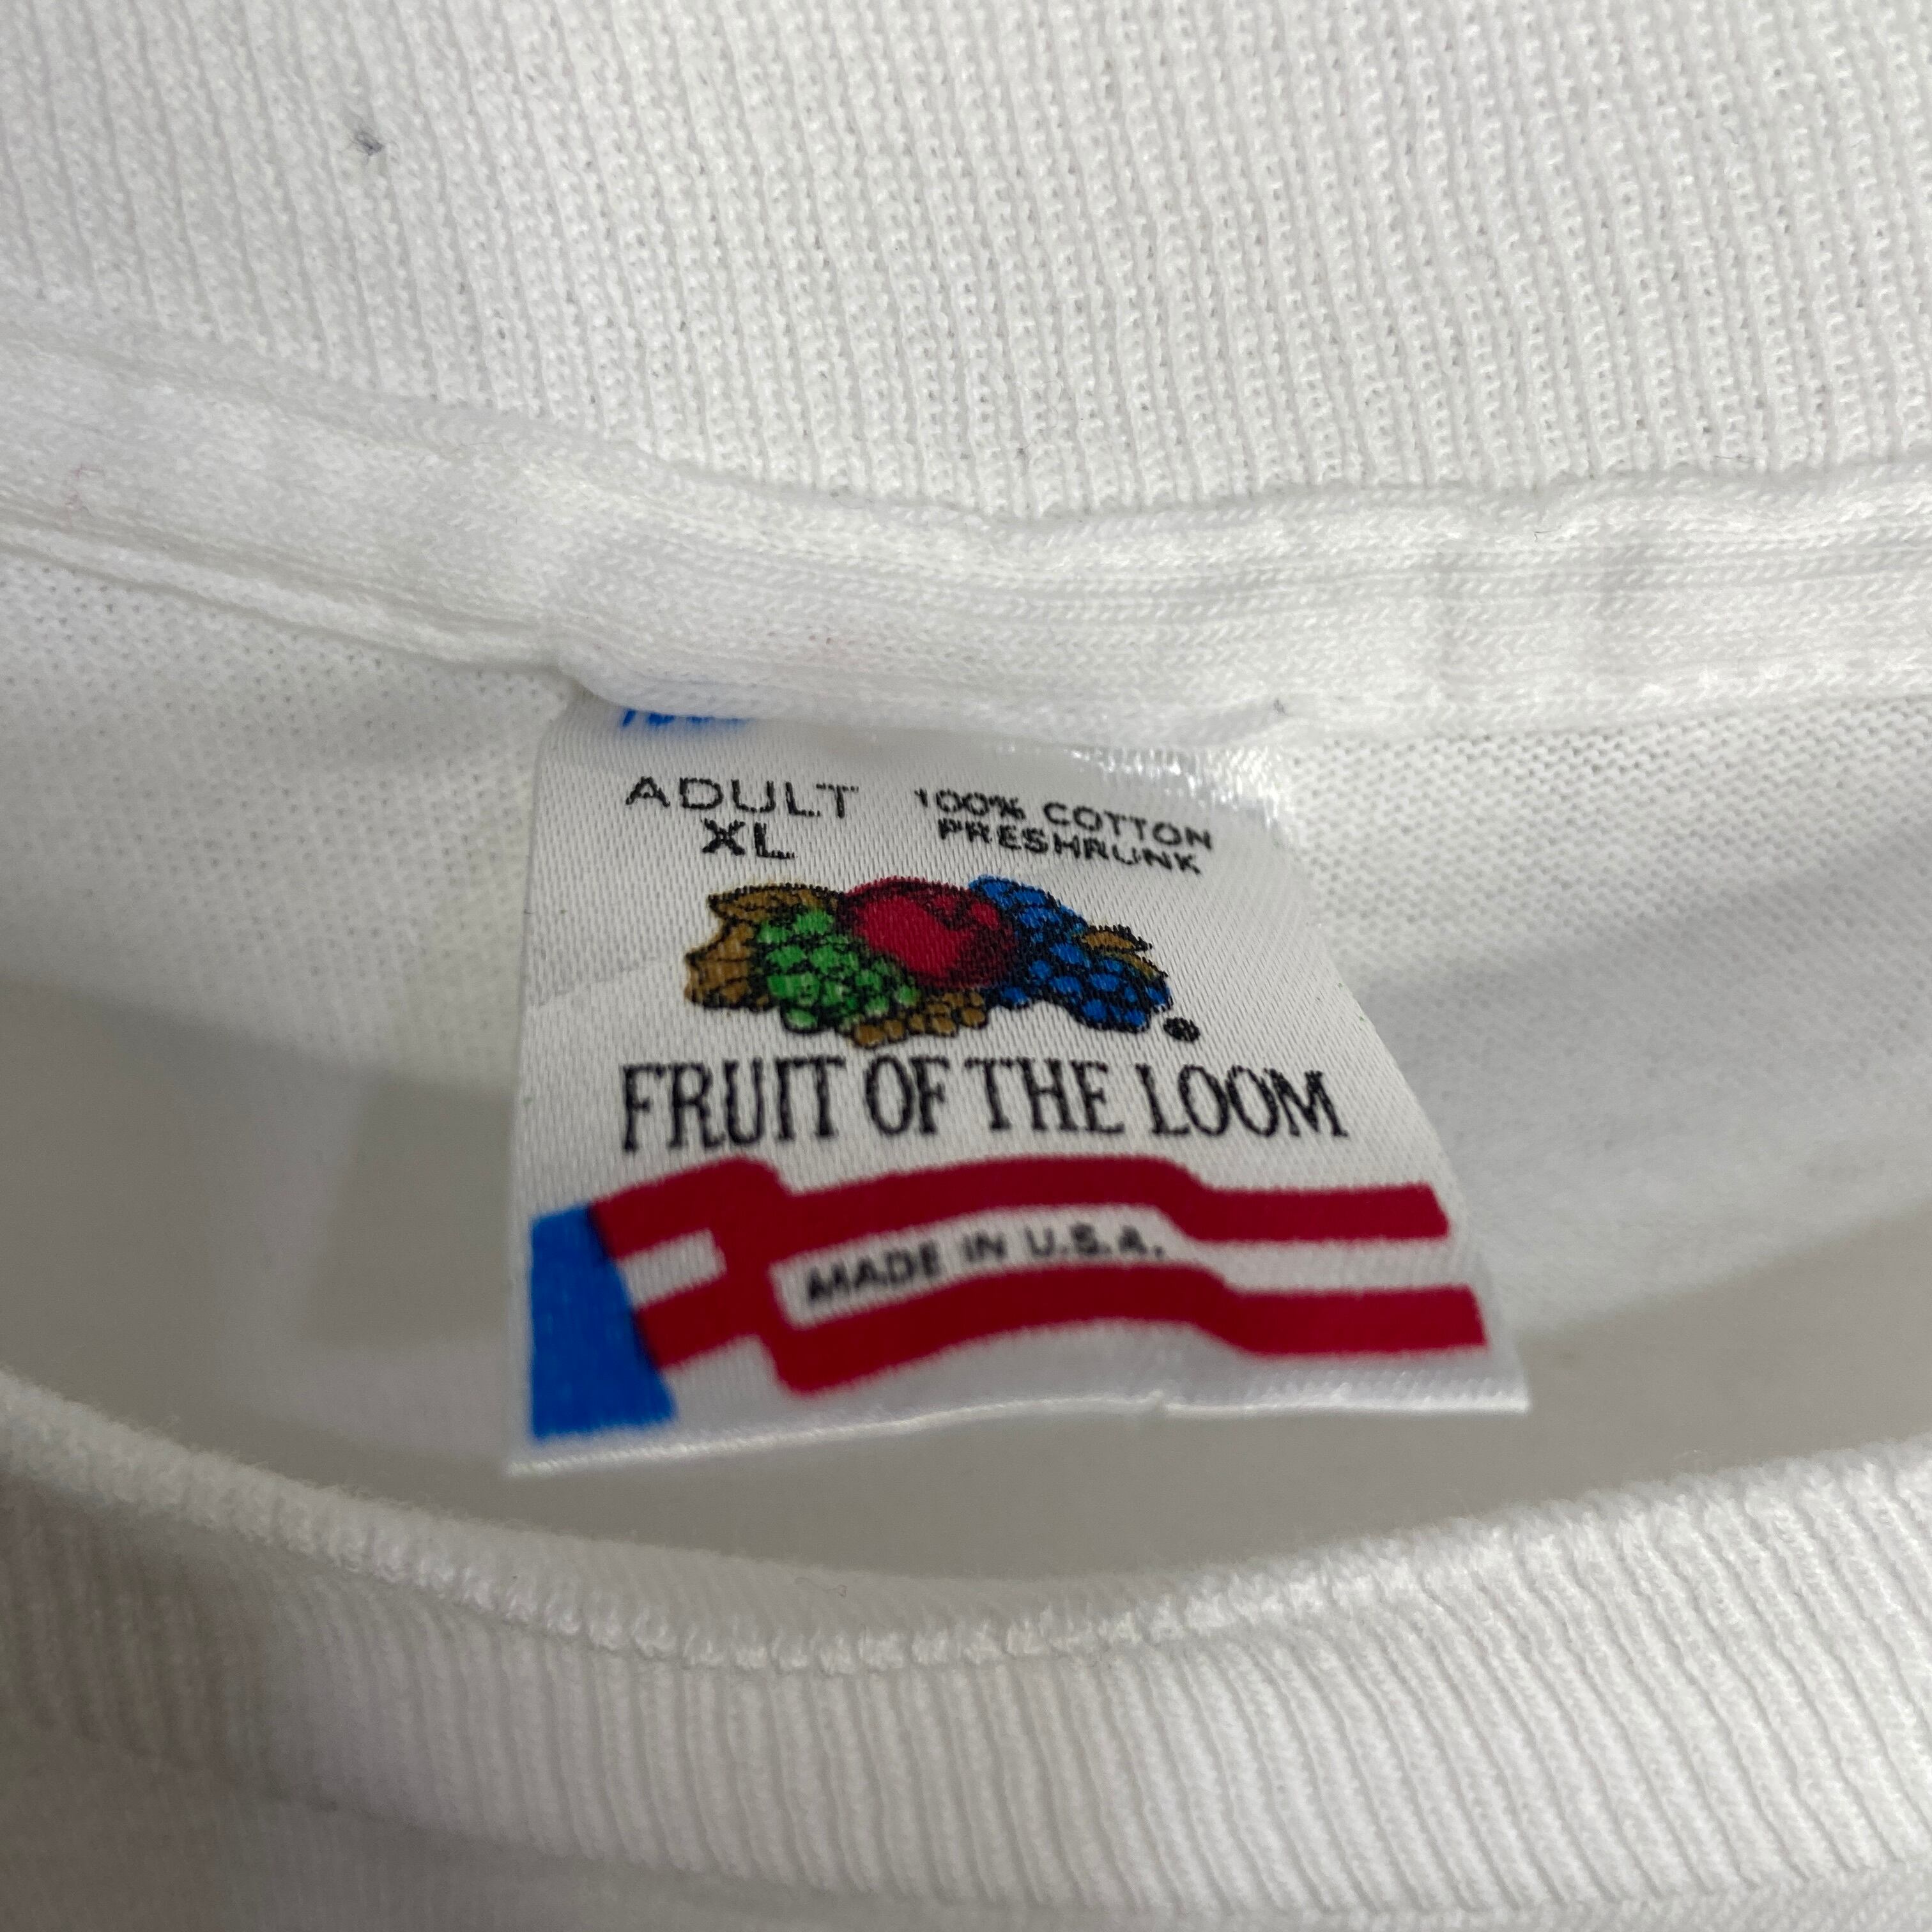 ADULT
XL
100% COTTON
PRESHRUNK
®
FRUIT OF THE LOOM
MADE IN U.S.A.